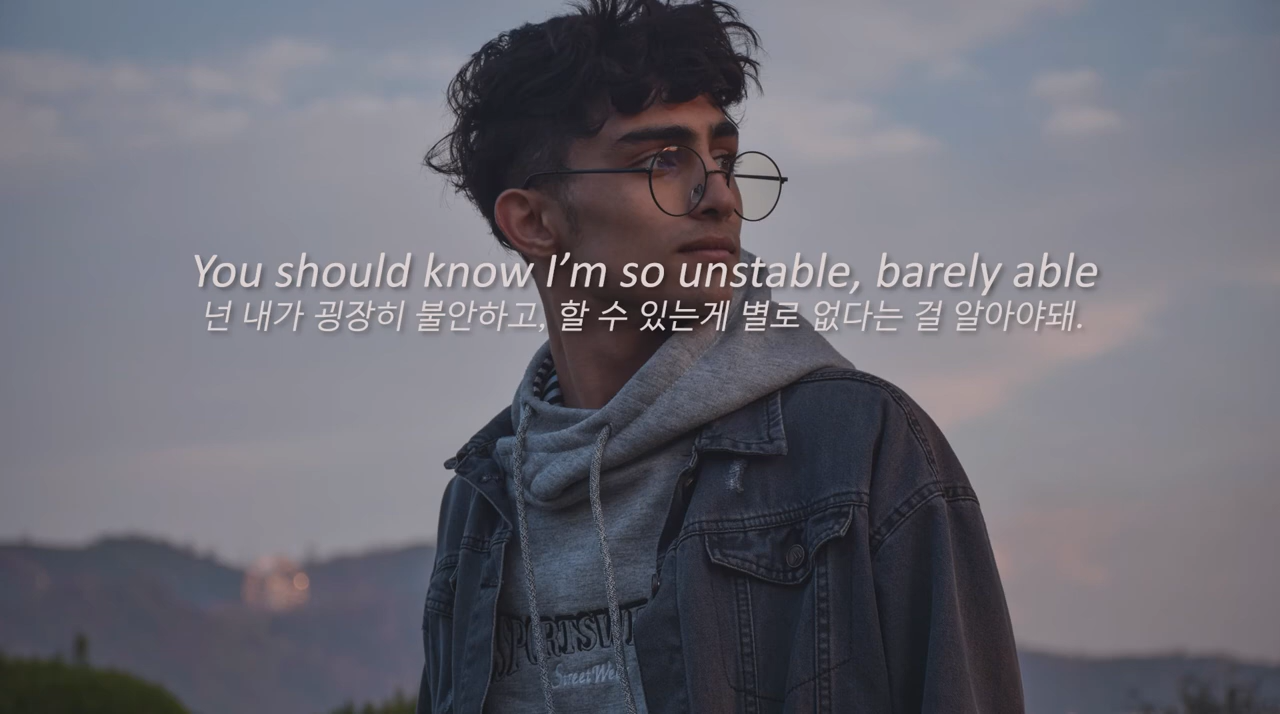 You should know I'm so unstable, barely able
넌 내가 굉장히 불안하고, 할 수 있는게 별로 없다는 걸 알아야돼.